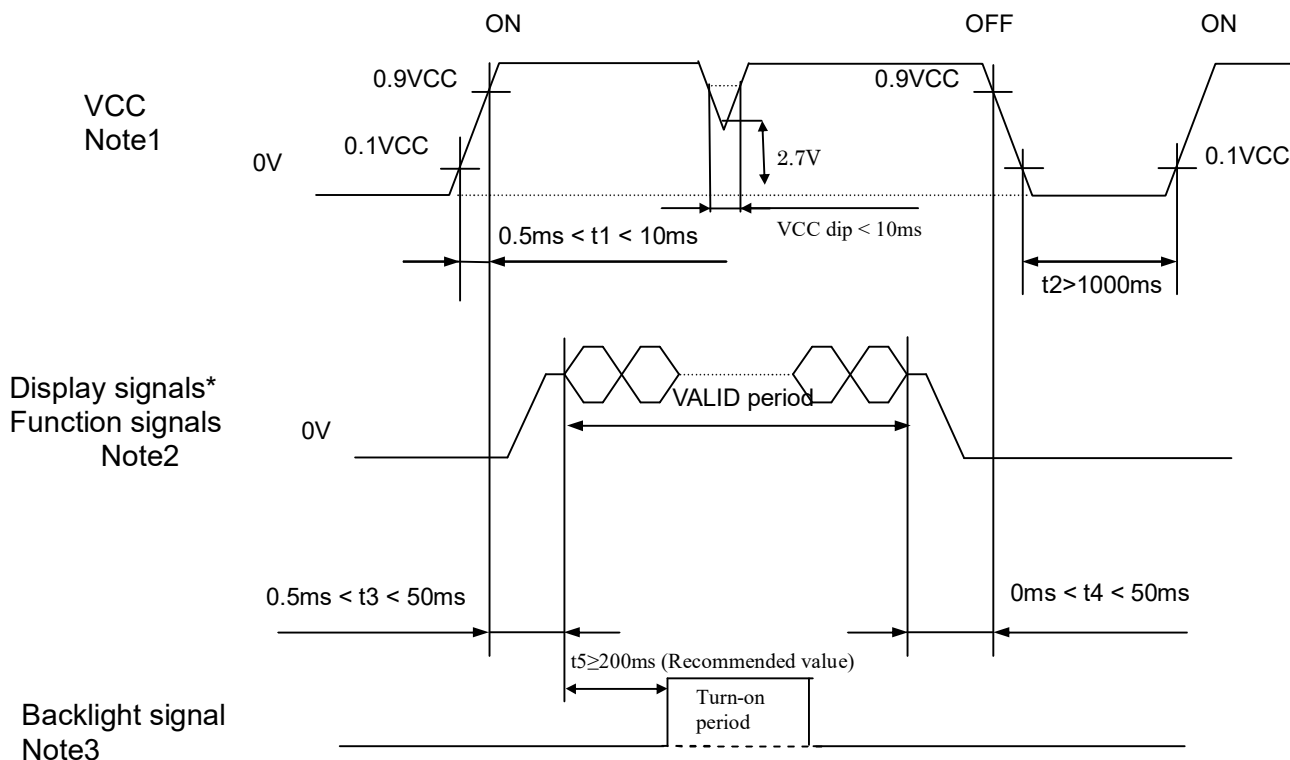 ON
OFF
ON
0.9VCC
0.9VCC
VCC
Note1
0.1VCC
0V
2.7V
0.1VCC
VCC dip < 10ms
0.5ms < t1 < 10ms
t2>1000ms
Display signals*
Function signals
Note2
VALID period
0V
0.5ms < t3 < 50ms
0ms < t4 < 50ms
t5≥200ms (Recommended value)
Backlight signal
Note3
Turn-on
period